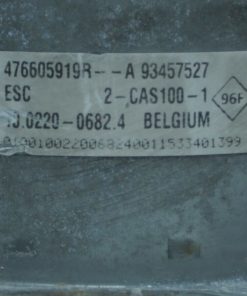 476605919R--A 93457527
ESC 2-CAS100-1
96F
10.0220-0682.4 BELGIUM